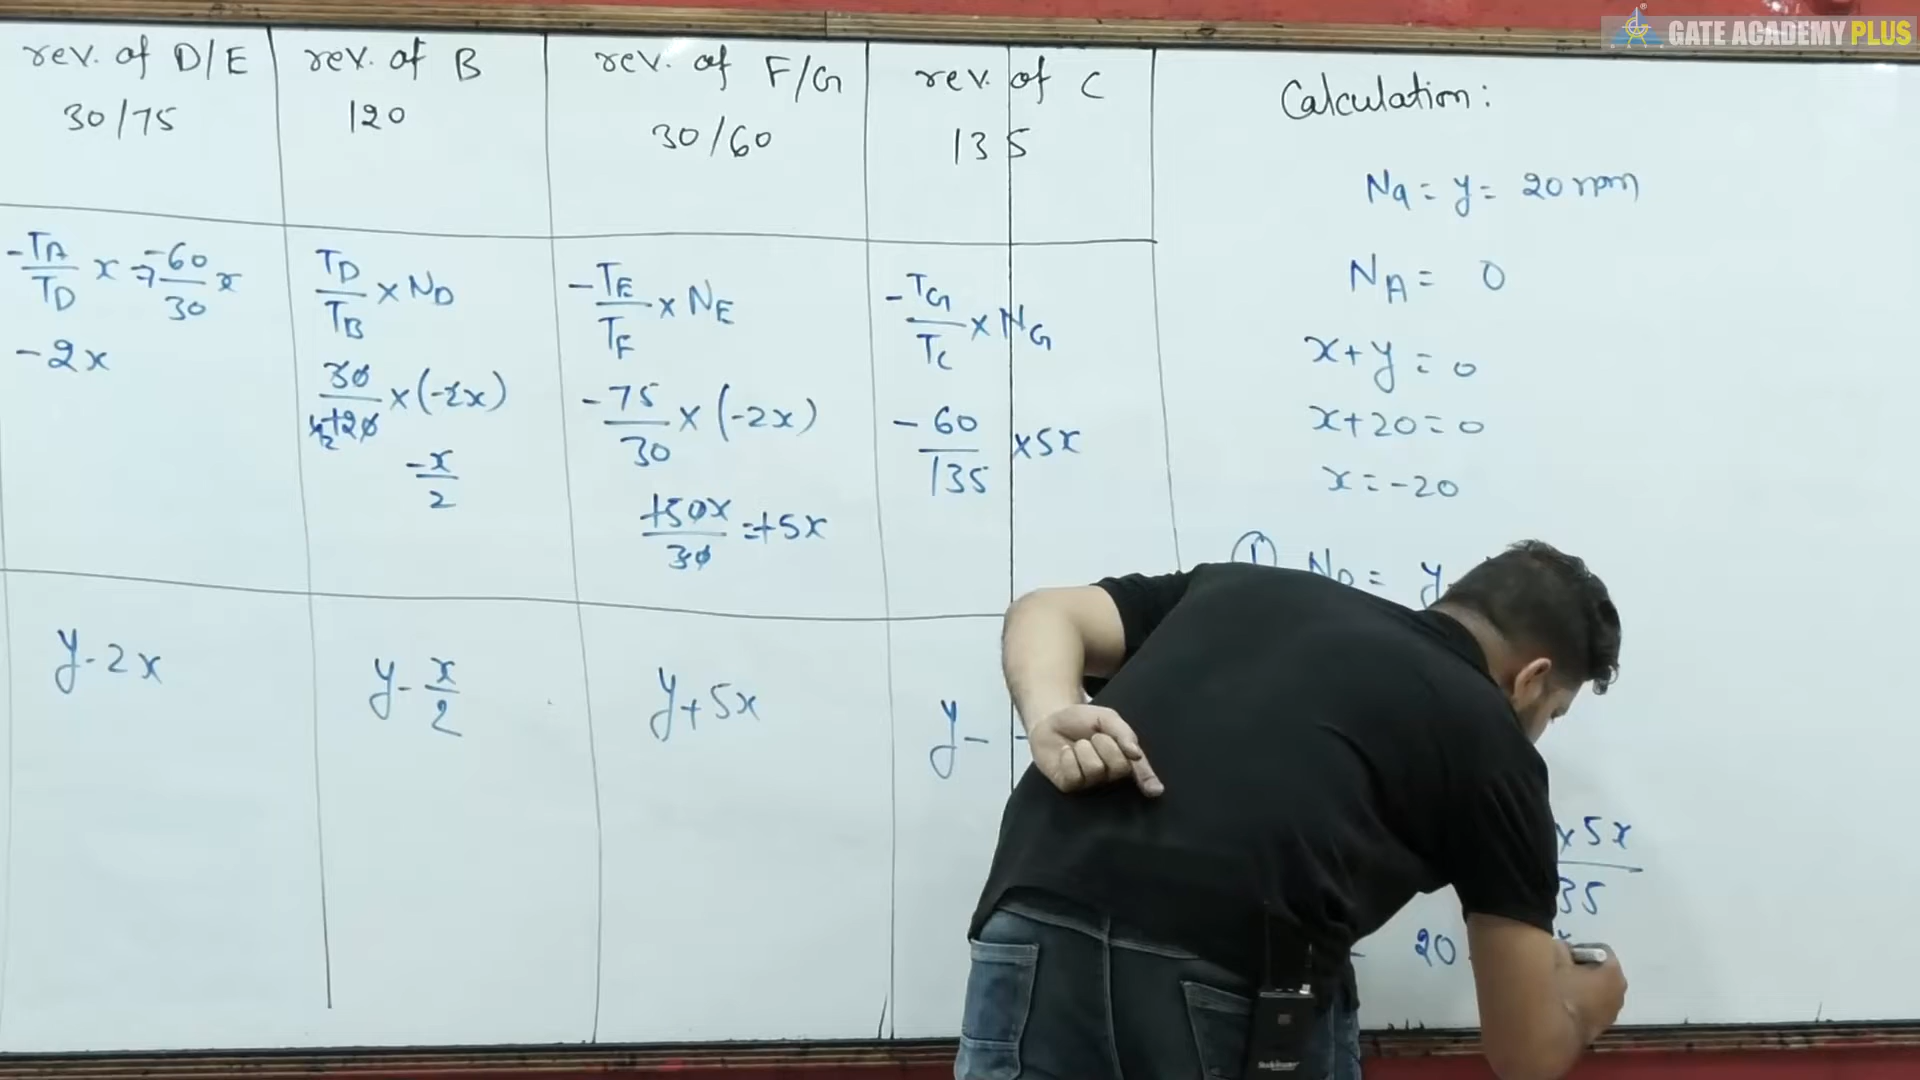 GATE ACADEMY PLUS
rev. of D/E
30/75
rev. of B
120
rev. of F/G
30/60
rev. of C
135
-TA/TD x => -60/30 x
-2x
TD/TB × ND
30/120 × (-2x)
-x/2
-TE/TF × NE
-75/30 × (-2x)
+50x/30 = +5x
-TG/TC × NG
-60/135 × 5x
y-2x
y-x/2
y+5x
y-
Calculation:
Na = y = 20 rpm
NA = 0
x+y = 0
x+20 = 0
x = -20
① y
×5x
35
20